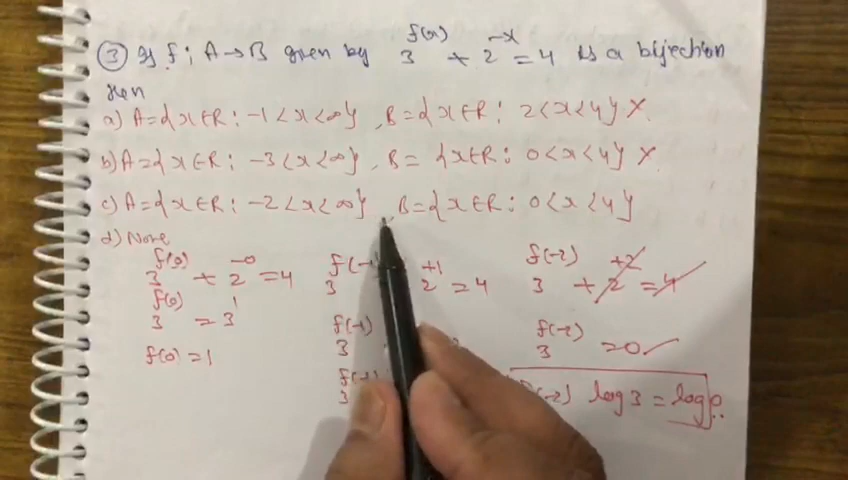 ③ If f : A→B given by 3^f(x) + 2^-x = 4 is a bijection
then
a) A={x∈R : -1<x<∞}, B={x∈R : 2<x<4} ×
b) A={x∈R : -3<x<∞}, B={x∈R : 0<x<4} ×
c) A={x∈R : -2<x<∞}, B={x∈R : 0<x<4}
d) None
3^f(0) + 2^-0 = 4
3^f(0) = 3^1
f(0) = 1
3^f(-1 2^+1 = 4
3^f(-1)
3
3^f(-2) + 2^+2 = 4
3^f(-2) = 0 ✓
(-2) log 3 = log 0